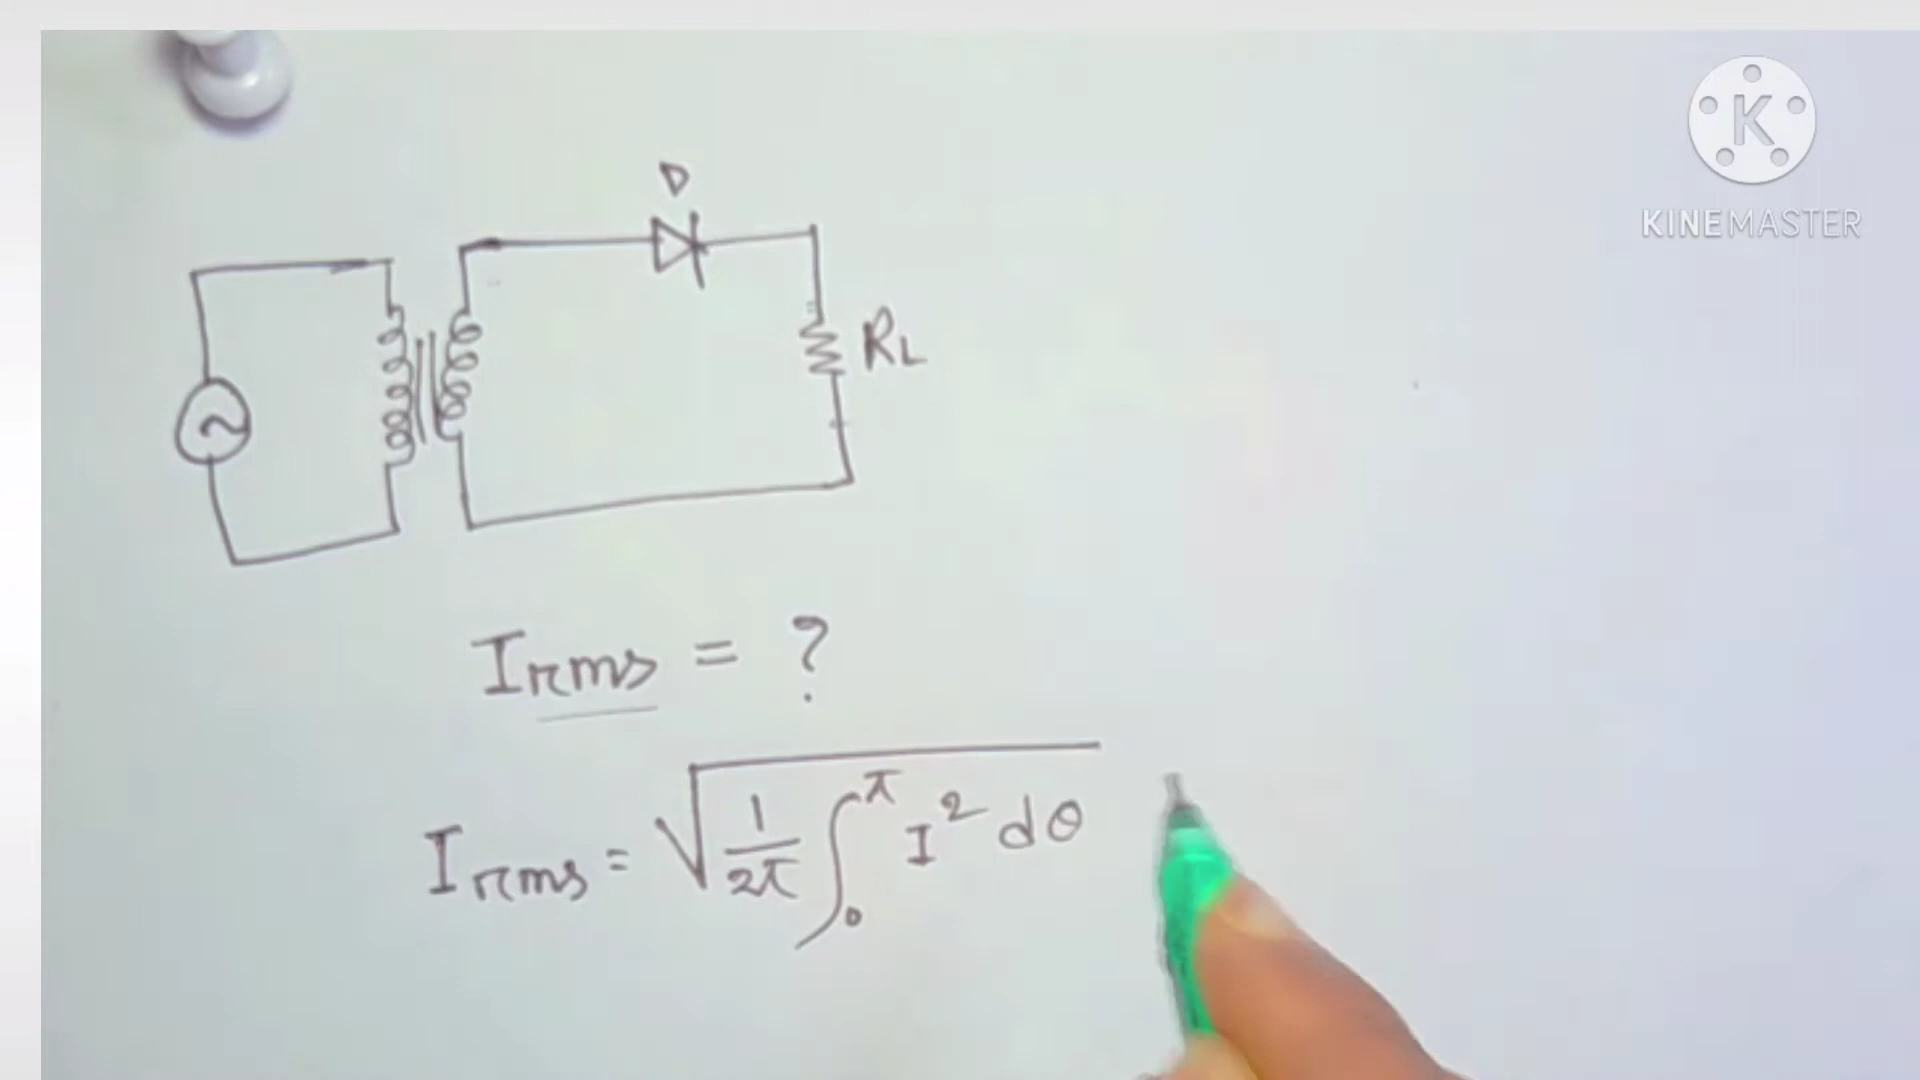 K
KINEMASTER
D
RL
Irms = ?
Irms = √(1/2π ∫₀^π I² dθ)